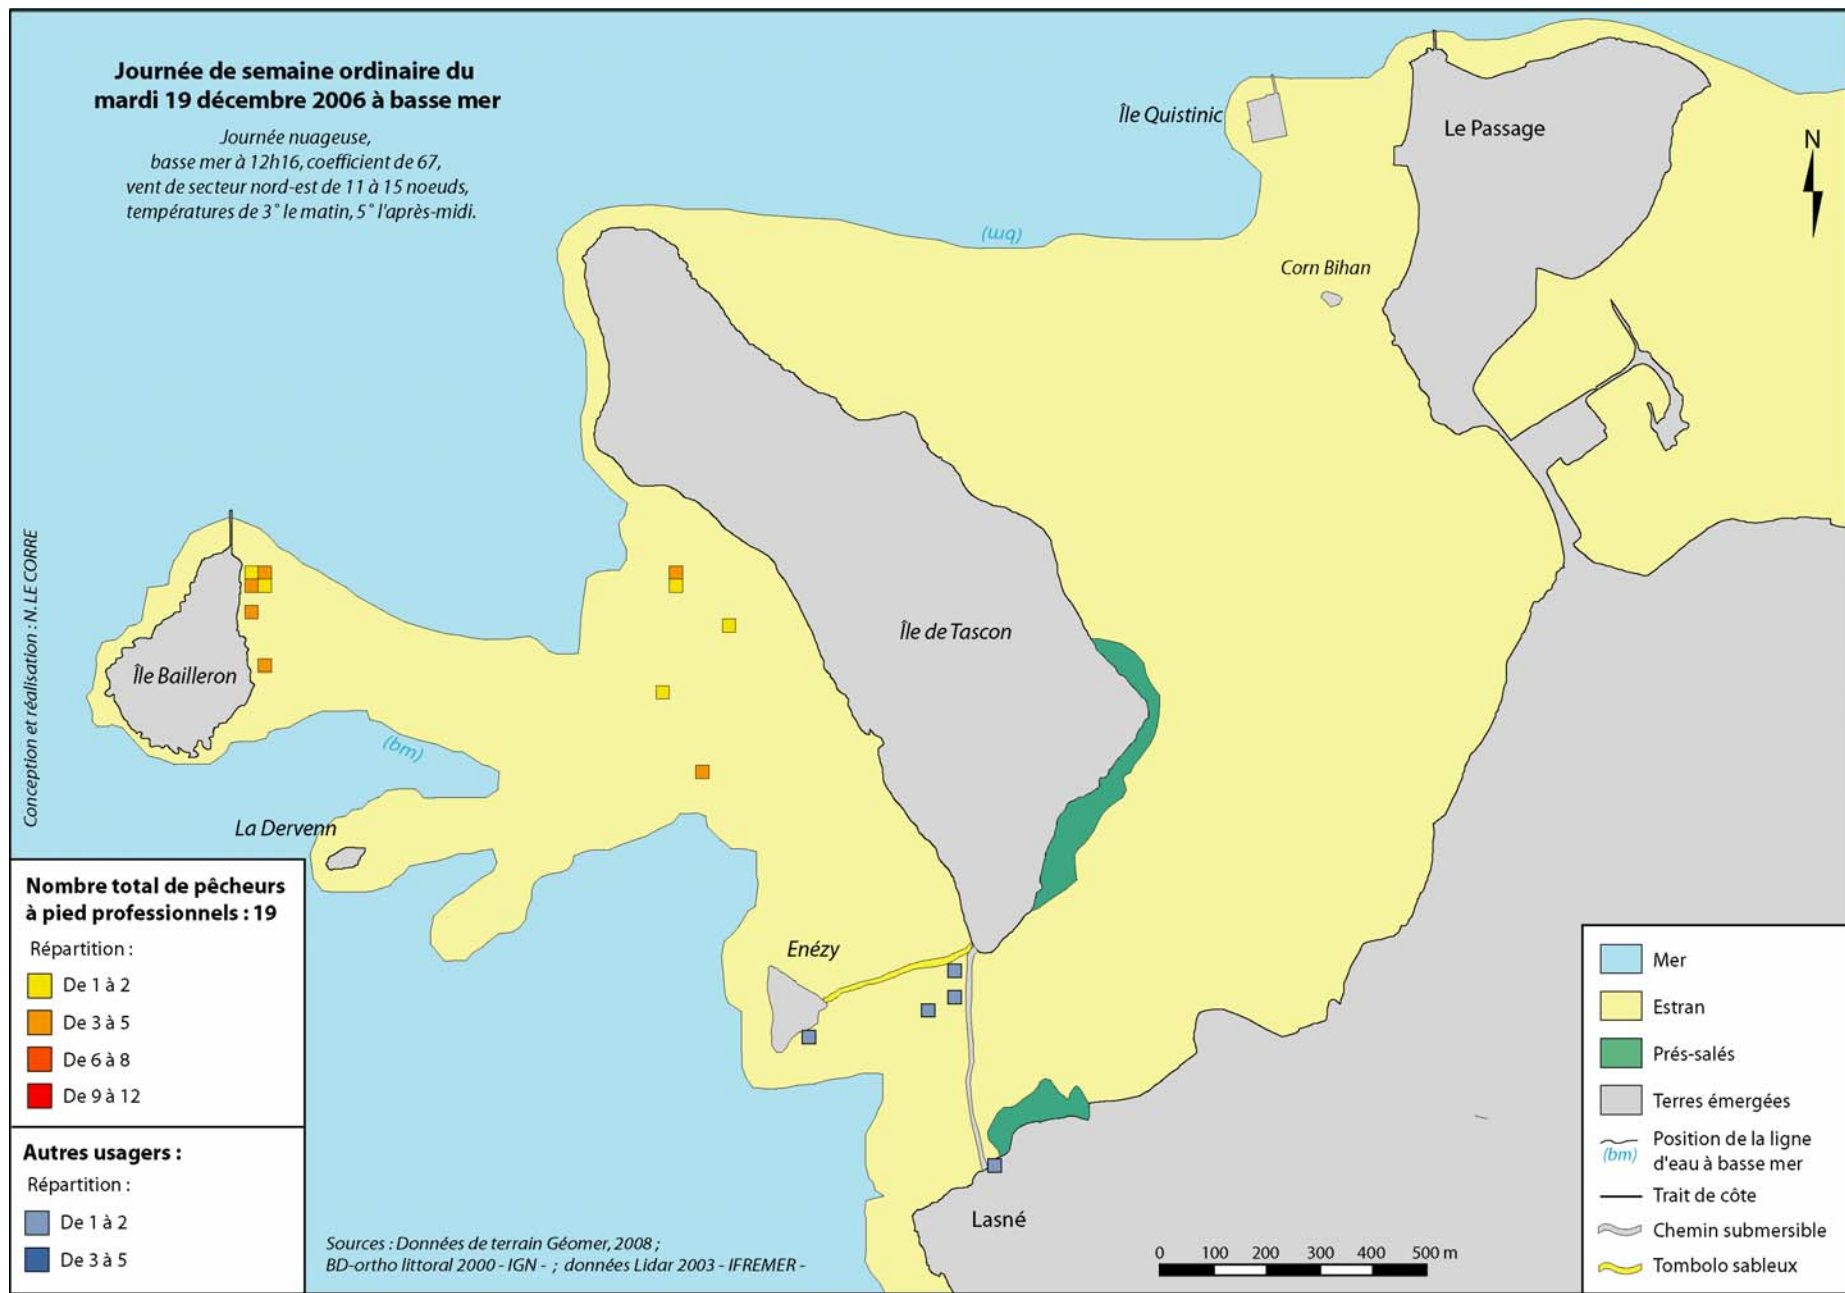 Journée de semaine ordinaire du
mardi 19 décembre 2006 à basse mer
Journée nuageuse,
basse mer à 12h16, coefficient de 67,
vent de secteur nord-est de 11 à 15 noeuds,
températures de 3° le matin, 5° l'après-midi.
Île Quistinic
Le Passage
N
(bm)
Corn Bihan
Île de Tascon
Île Bailleron
(bm)
La Dervenn
Enézy
Lasné
Conception et réalisation : N. LE CORRE
Nombre total de pêcheurs
à pied professionnels : 19
Répartition :
De 1 à 2
De 3 à 5
De 6 à 8
De 9 à 12
Autres usagers :
Répartition :
De 1 à 2
De 3 à 5
Sources : Données de terrain Géomer, 2008 ;
BD-ortho littoral 2000 - IGN - ; données Lidar 2003 - IFREMER -
0 100 200 300 400 500 m
Mer
Estran
Prés-salés
Terres émergées
(bm)
Position de la ligne
d'eau à basse mer
Trait de côte
Chemin submersible
Tombolo sableux